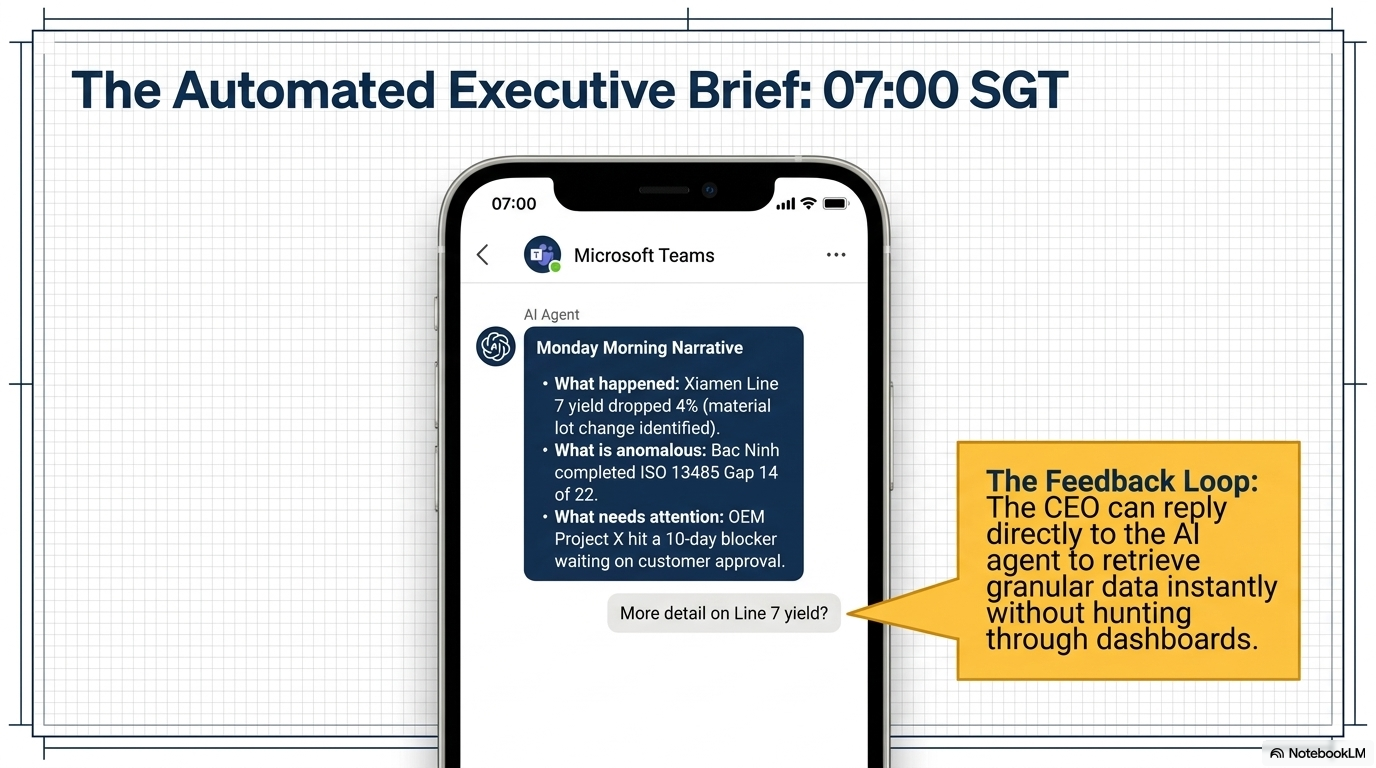 The Automated Executive Brief: 07:00 SGT
07:00
Microsoft Teams
AI Agent
Monday Morning Narrative
• What happened: Xiamen Line
7 yield dropped 4% (material
lot change identified).
• What is anomalous: Bac Ninh
completed ISO 13485 Gap 14
of 22.
• What needs attention: OEM
Project X hit a 10-day blocker
waiting on customer approval.
More detail on Line 7 yield?
The Feedback Loop:
The CEO can reply
directly to the AI
agent to retrieve
granular data instantly
without hunting
through dashboards.
NotebookLM